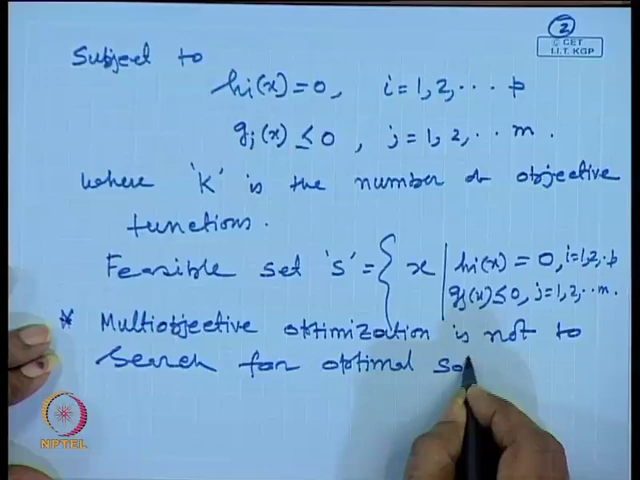 2
© CET
I.I.T. KGP
Subject to
hi(x) = 0, i = 1, 2, ... p
gj(x) ≤ 0, j = 1, 2, ... m.
where 'K' is the number of objective
functions.
Feasible set 's' = { x | hi(x) = 0, i=1,2,..p
gj(x) ≤ 0, j=1,2,...m.
* Multiobjective optimization is not to
Search for optimal so
NPTEL